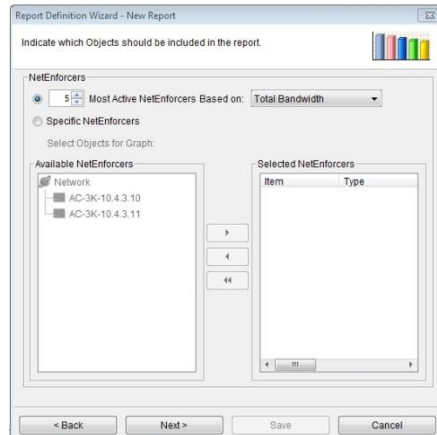 Report Definition Wizard - New Report
Indicate which Objects should be included in the report.
NetEnforcers
5 Most Active NetEnforcers Based on: Total Bandwidth
Specific NetEnforcers
Select Objects for Graph:
Available NetEnforcers
Network
AC-3K-10.4.3.10
AC-3K-10.4.3.11
Selected NetEnforcers
Item Type
< Back Next > Save Cancel